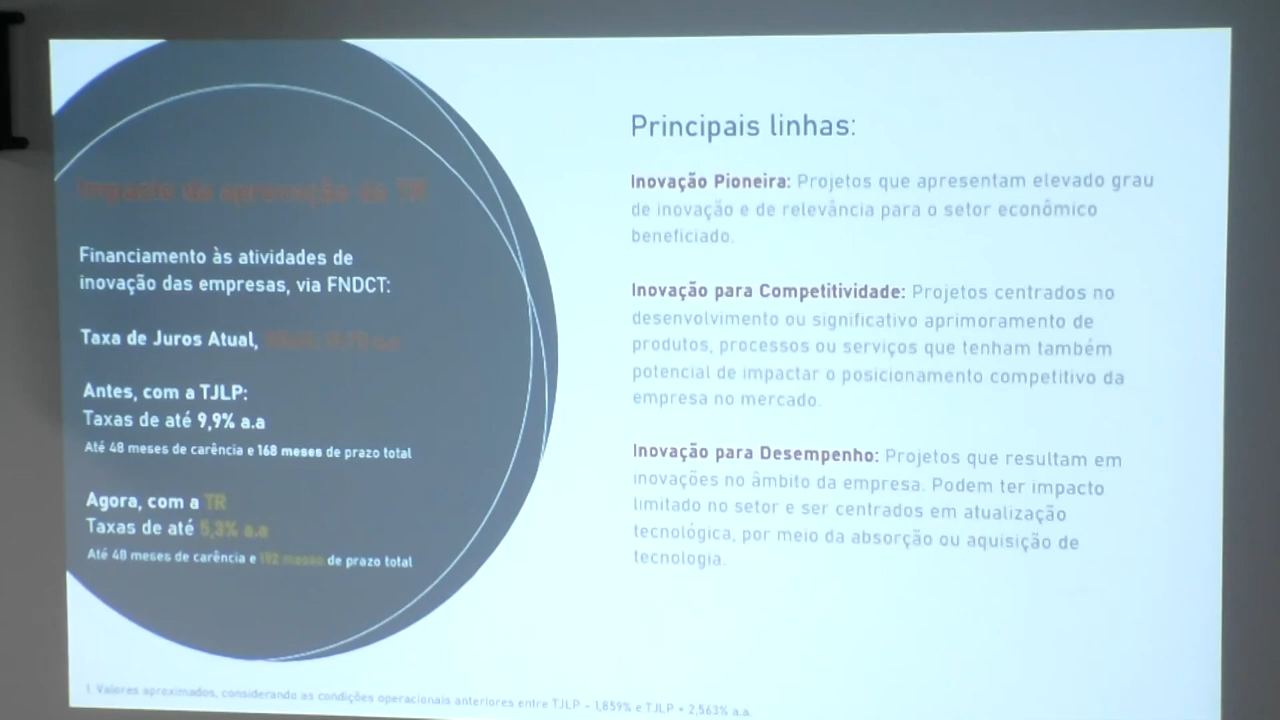 Impacto da aprovação da TR
Financiamento às atividades de
inovação das empresas, via FNDCT:
Taxa de Juros Atual,
Antes, com a TJLP:
Taxas de até 9,9% a.a
Até 48 meses de carência e 168 meses de prazo total
Agora, com a TR
Taxas de até 5,3% a.a
Até 48 meses de carência e 192 meses de prazo total
Principais linhas:
Inovação Pioneira: Projetos que apresentam elevado grau
de inovação e de relevância para o setor econômico
beneficiado.
Inovação para Competitividade: Projetos centrados no
desenvolvimento ou significativo aprimoramento de
produtos, processos ou serviços que tenham também
potencial de impactar o posicionamento competitivo da
empresa no mercado.
Inovação para Desempenho: Projetos que resultam em
inovações no âmbito da empresa. Podem ter impacto
limitado no setor e ser centrados em atualização
tecnológica, por meio da absorção ou aquisição de
tecnologia.
1. Valores aproximados, considerando as condições operacionais anteriores entre TJLP - 1,859% e TJLP + 2,563% a.a.